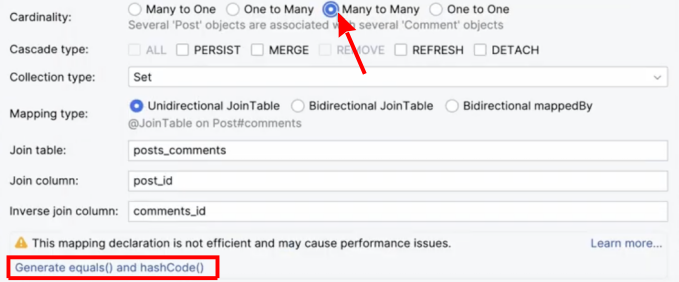 Cardinality: Many to One One to Many Many to Many One to One
Several 'Post' objects are associated with several 'Comment' objects
Cascade type: ALL PERSIST MERGE REMOVE REFRESH DETACH
Collection type: Set
Mapping type: Unidirectional JoinTable Bidirectional JoinTable Bidirectional mappedBy
@JoinTable on Post#comments
Join table: posts_comments
Join column: post_id
Inverse join column: comments_id
This mapping declaration is not efficient and may cause performance issues. Learn more...
Generate equals() and hashCode()